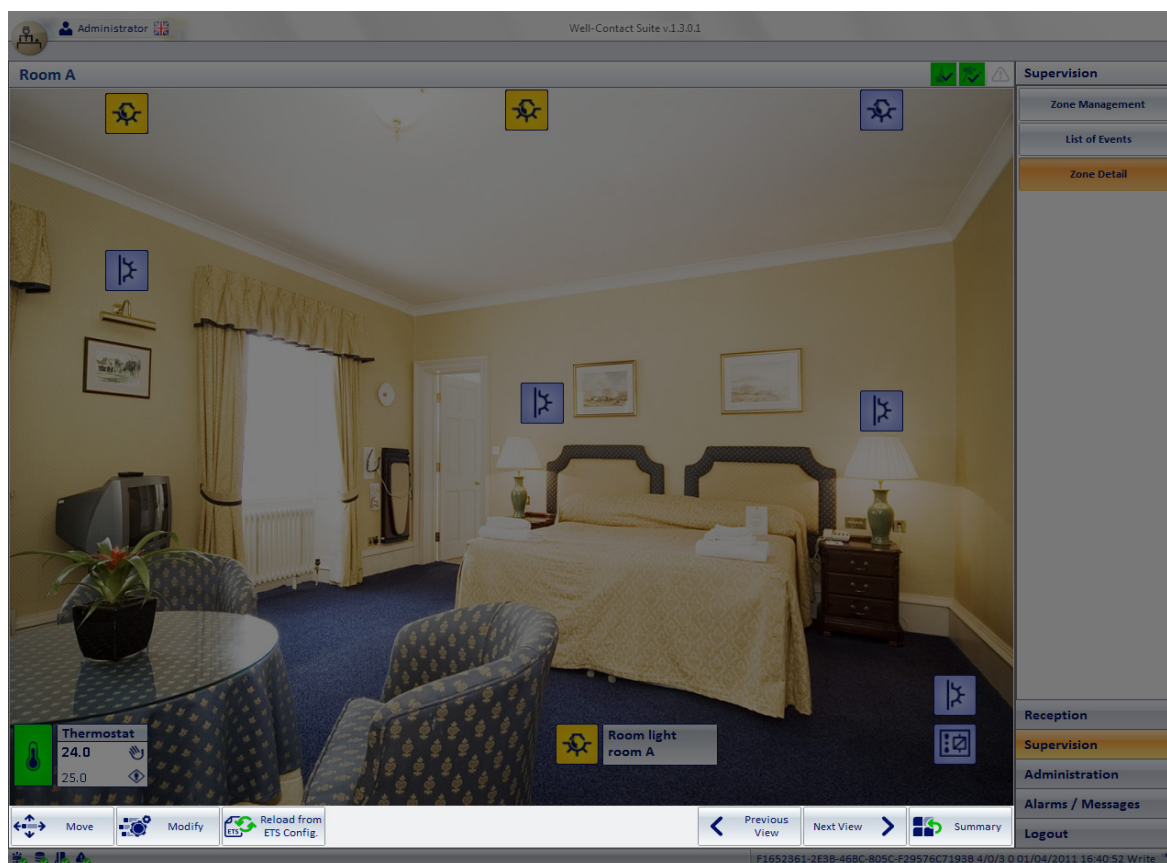 Administrator
Well-Contact Suite v.1.3.0.1
Room A
Supervision
Zone Management
List of Events
Zone Detail
Thermostat
24.0
25.0
Room light
room A
Reception
Supervision
Administration
Alarms / Messages
Logout
Move
Modify
ETS
Reload from
ETS Config.
Previous
View
Next View
Summary
F1652361-2E3B-468C-805C-F29576C7193B 4/0/3 0 01/04/2011 16:40:52 Write